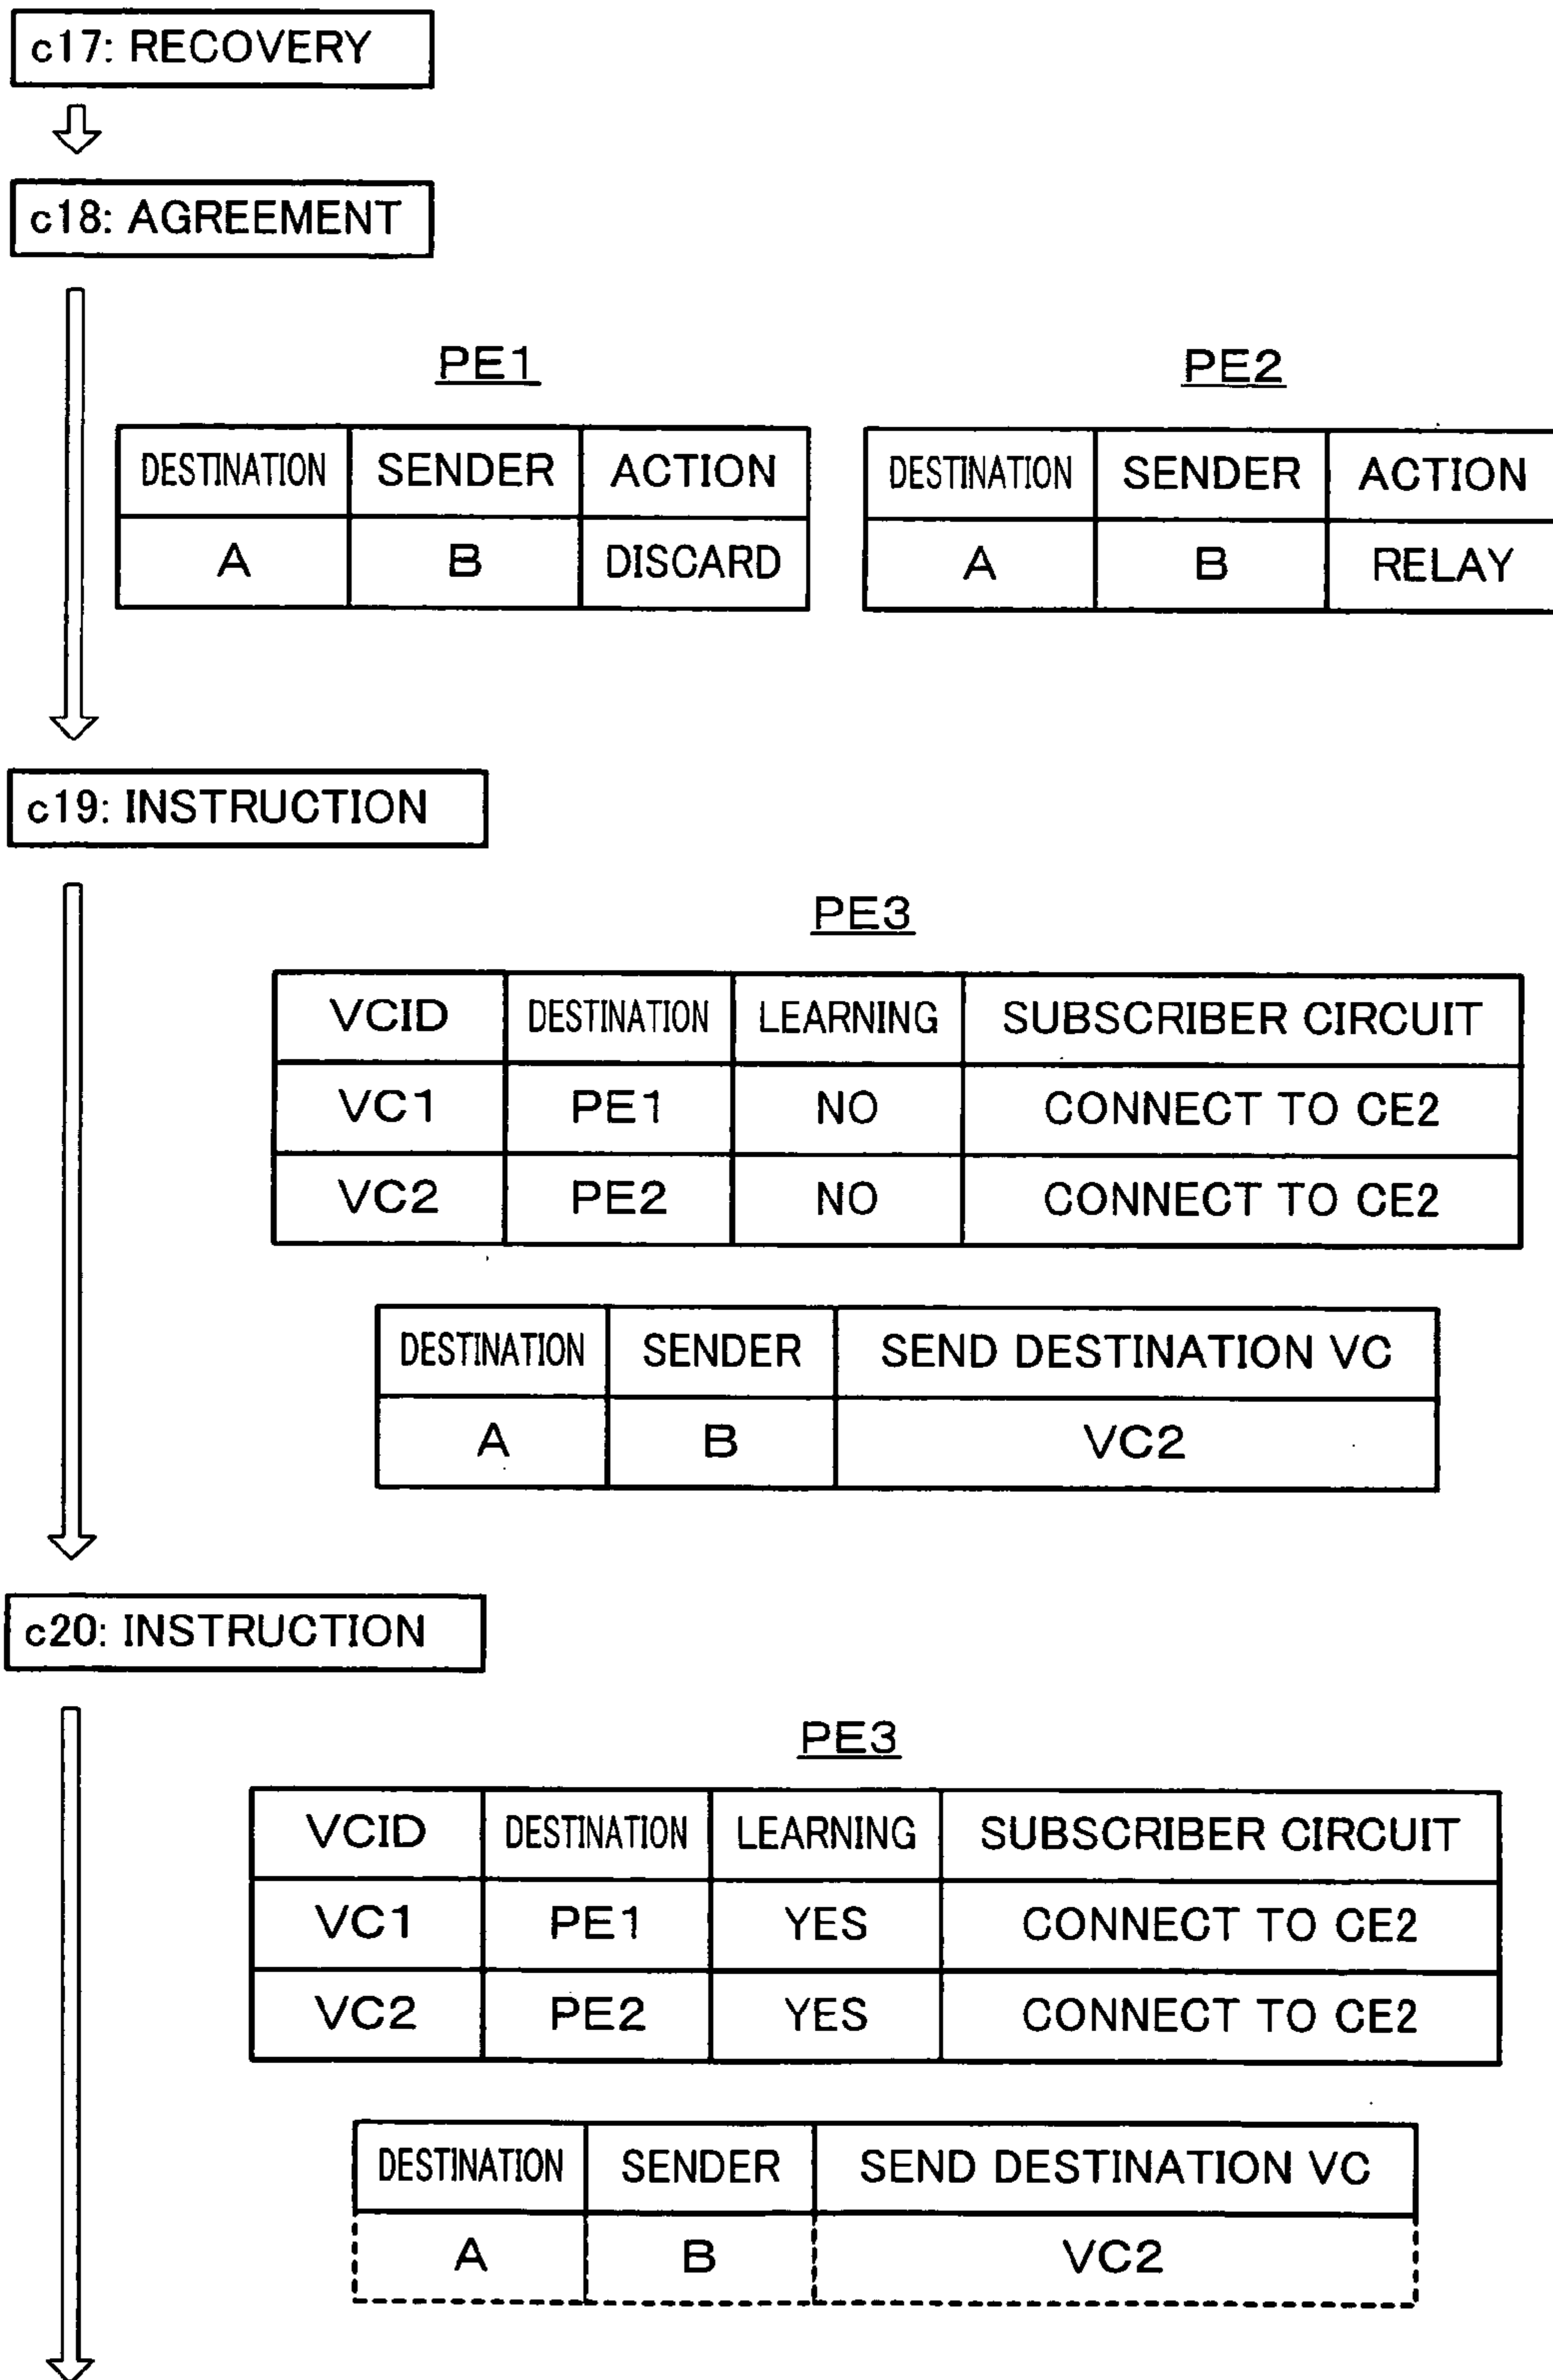 c17: RECOVERY
c18: AGREEMENT
PE1
PE2
DESTINATION SENDER ACTION
DESTINATION SENDER ACTION
A B DISCARD
A B RELAY
c19: INSTRUCTION
PE3
VCID DESTINATION LEARNING SUBSCRIBER CIRCUIT
VC1 PE1 NO CONNECT TO CE2
VC2 PE2 NO CONNECT TO CE2
DESTINATION SENDER SEND DESTINATION VC
A B VC2
c20: INSTRUCTION
PE3
VCID DESTINATION LEARNING SUBSCRIBER CIRCUIT
VC1 PE1 YES CONNECT TO CE2
VC2 PE2 YES CONNECT TO CE2
DESTINATION SENDER SEND DESTINATION VC
A B VC2